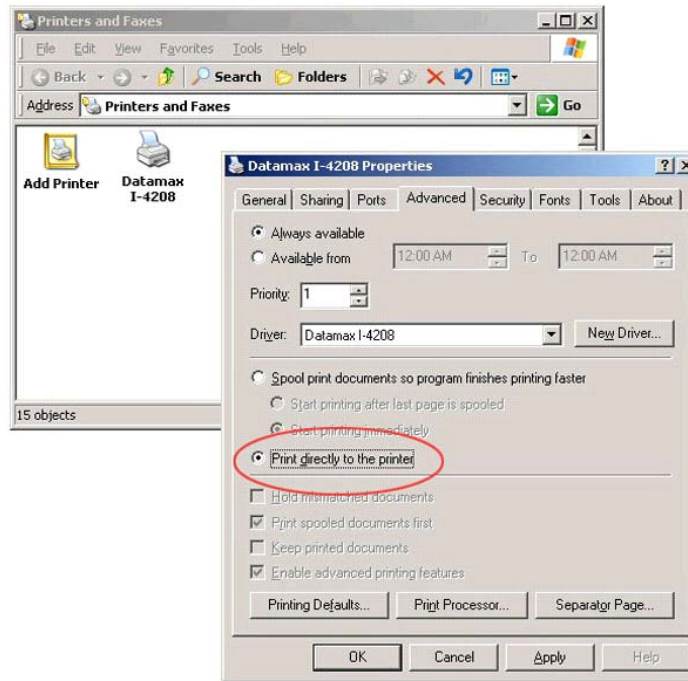 Printers and Faxes
File Edit View Favorites Tools Help
Back Search Folders
Address Printers and Faxes Go
Add Printer
Datamax
I-4208
15 objects
Datamax I-4208 Properties
General Sharing Ports Advanced Security Fonts Tools About
Always available
Available from 12:00 AM To 12:00 AM
Priority: 1
Driver: Datamax I-4208 New Driver...
Spool print documents so program finishes printing faster
Start printing after last page is spooled
Start printing immediately
Print directly to the printer
Hold mismatched documents
Print spooled documents first
Keep printed documents
Enable advanced printing features
Printing Defaults... Print Processor... Separator Page...
OK Cancel Apply Help